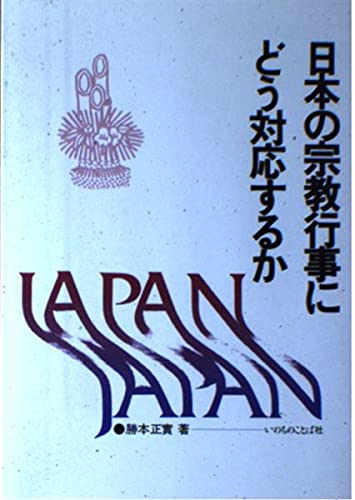 日本の宗教行事に
どう対応するか
JAPAN
JAPAN
●勝本正實 著
いのちのことば社